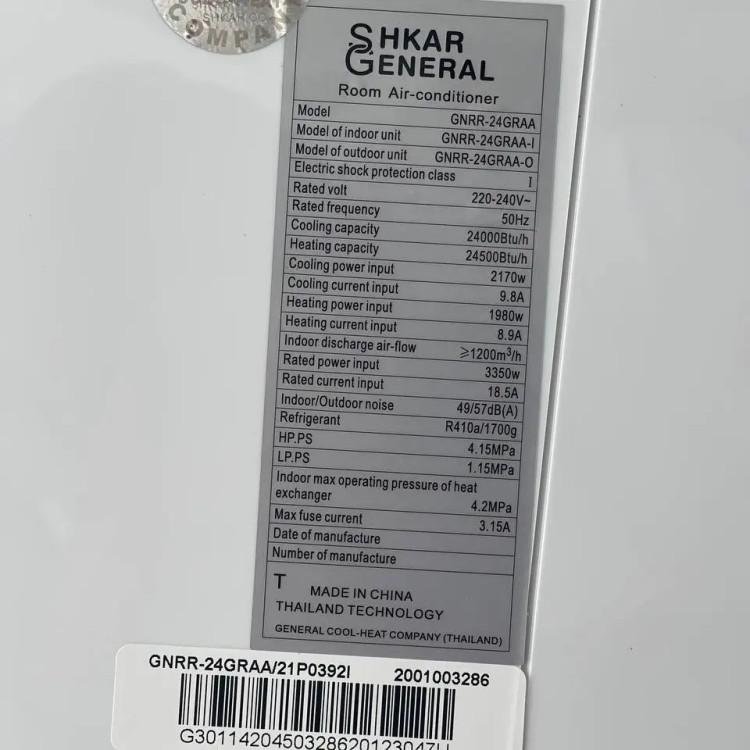 SHKAR CO
COMPA
SHKAR
GENERAL
Room Air-conditioner
Model GNRR-24GRAA
Model of indoor unit GNRR-24GRAA-I
Model of outdoor unit GNRR-24GRAA-O
Electric shock protection class I
Rated volt 220-240V~
Rated frequency 50Hz
Cooling capacity 24000Btu/h
Heating capacity 24500Btu/h
Cooling power input 2170w
Cooling current input 9.8A
Heating power input 1980w
Heating current input 8.9A
Indoor discharge air-flow ≥1200m³/h
Rated power input 3350w
Rated current input 18.5A
Indoor/Outdoor noise 49/57dB(A)
Refrigerant R410a/1700g
HP.PS 4.15MPa
LP.PS 1.15MPa
Indoor max operating pressure of heat
exchanger 4.2MPa
Max fuse current 3.15A
Date of manufacture
Number of manufacture
T MADE IN CHINA
THAILAND TECHNOLOGY
GENERAL COOL-HEAT COMPANY (THAILAND)
GNRR-24GRAA/21P0392I 2001003286